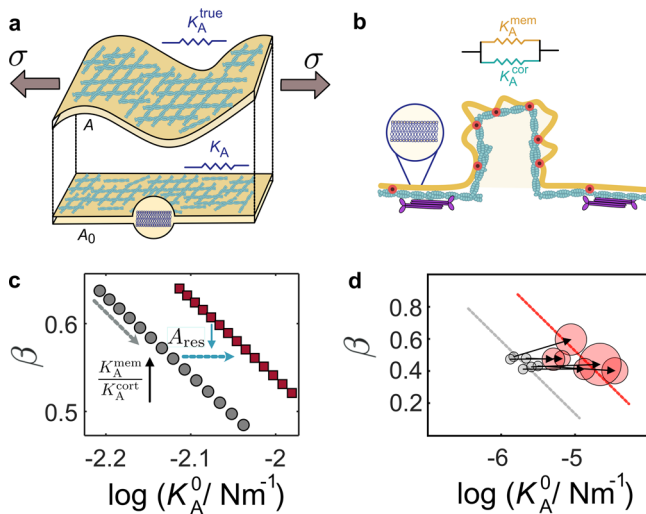 a
K_A^true
σ
σ
A
K_A
A_0
b
K_A^mem
K_A^cor
c
β
0.6
0.5
A_res
K_A^mem
K_A^cort
-2.2
-2.1
-2
log (K_A^0/ Nm^-1)
d
β
0.8
0.6
0.4
0.2
-6
-5
log (K_A^0/ Nm^-1)